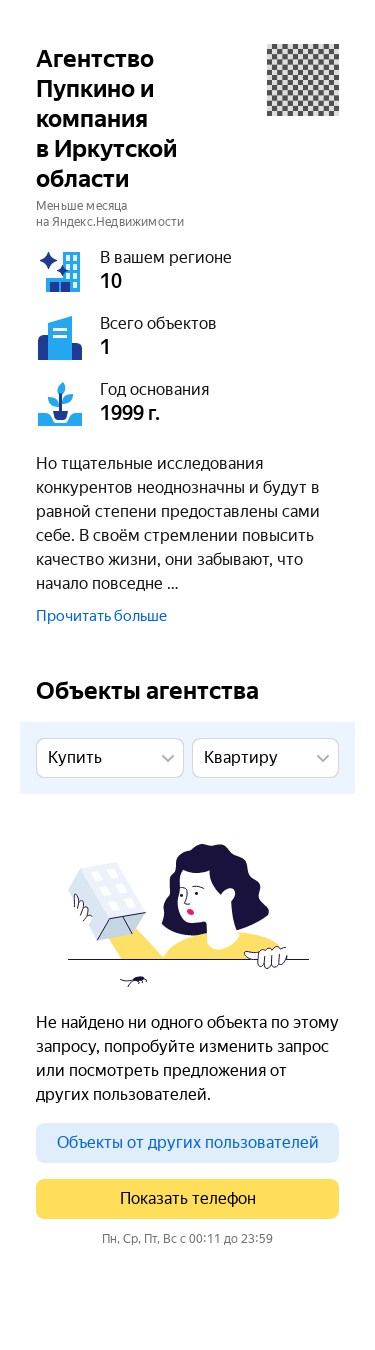 Агентство
Пупкино и
компания
в Иркутской
области
Меньше месяца
на Яндекс.Недвижимости
В вашем регионе
10
Всего объектов
1
Год основания
1999 г.
Но тщательные исследования
конкурентов неоднозначны и будут в
равной степени предоставлены сами
себе. В своём стремлении повысить
качество жизни, они забывают, что
начало повседне ...
Прочитать больше
Объекты агентства
Купить
Квартиру
Не найдено ни одного объекта по этому
запросу, попробуйте изменить запрос
или посмотреть предложения от
других пользователей.
Объекты от других пользователей
Показать телефон
Пн, Ср, Пт, Вс с 00:11 до 23:59